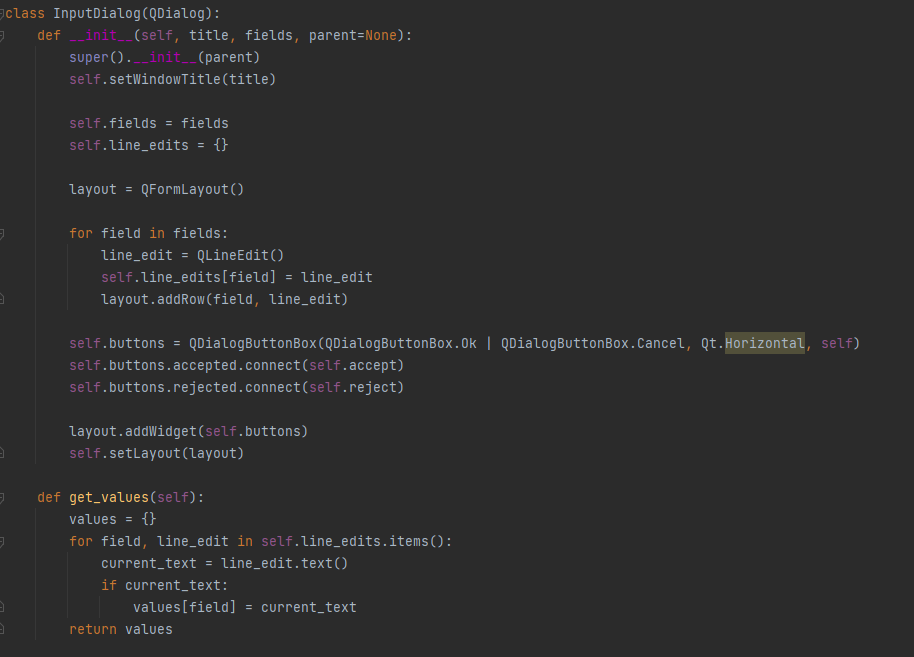 class InputDialog(QDialog):
    def __init__(self, title, fields, parent=None):
        super().__init__(parent)
        self.setWindowTitle(title)

        self.fields = fields
        self.line_edits = {}

        layout = QFormLayout()

        for field in fields:
            line_edit = QLineEdit()
            self.line_edits[field] = line_edit
            layout.addRow(field, line_edit)

        self.buttons = QDialogButtonBox(QDialogButtonBox.Ok | QDialogButtonBox.Cancel, Qt.Horizontal, self)
        self.buttons.accepted.connect(self.accept)
        self.buttons.rejected.connect(self.reject)

        layout.addWidget(self.buttons)
        self.setLayout(layout)

    def get_values(self):
        values = {}
        for field, line_edit in self.line_edits.items():
            current_text = line_edit.text()
            if current_text:
                values[field] = current_text
        return values